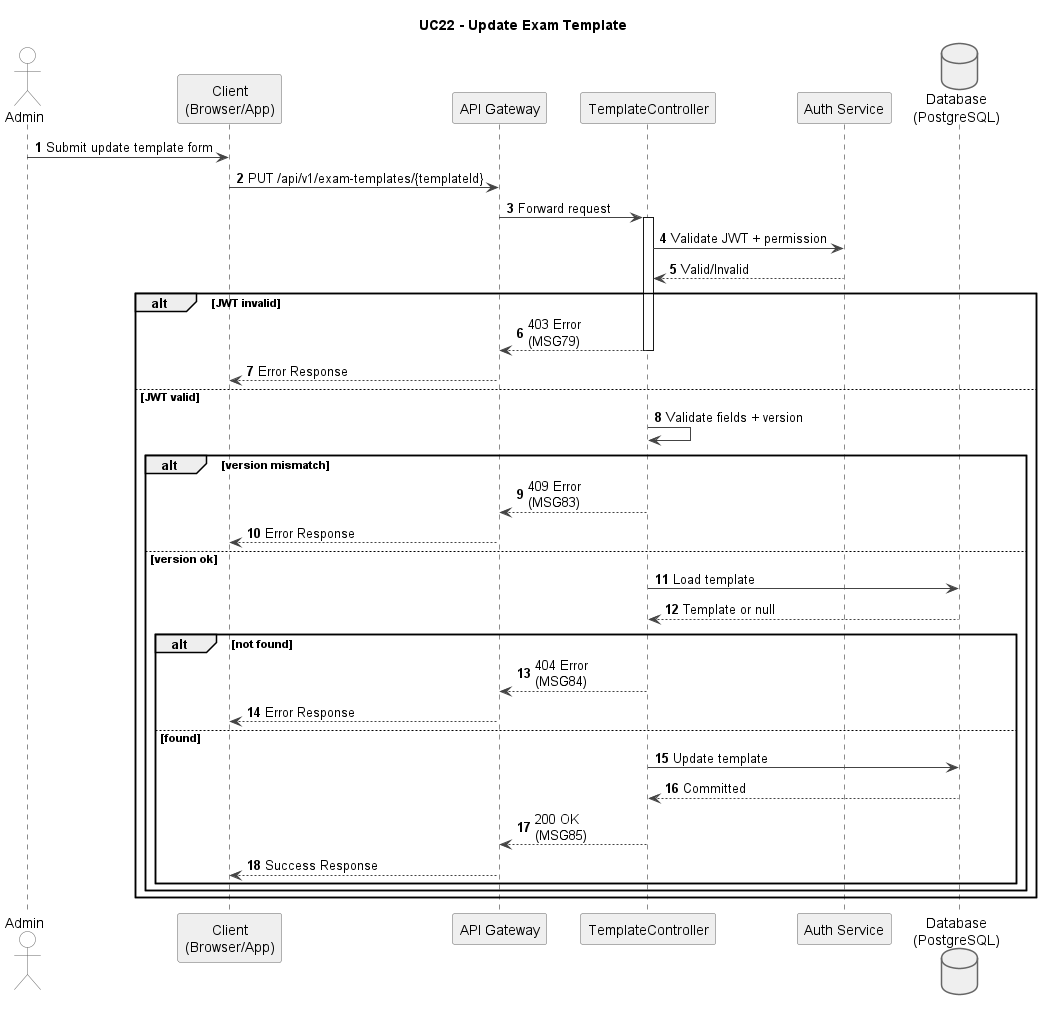 UC22 - Update Exam Template
Admin
Client
(Browser/App)
API Gateway
TemplateController
Auth Service
Database
(PostgreSQL)
1 Submit update template form
2 PUT /api/v1/exam-templates/{templateId}
3 Forward request
4 Validate JWT + permission
5 Valid/Invalid
alt [JWT invalid]
6 403 Error
(MSG79)
7 Error Response
[JWT valid]
8 Validate fields + version
alt [version mismatch]
9 409 Error
(MSG83)
10 Error Response
[version ok]
11 Load template
12 Template or null
alt [not found]
13 404 Error
(MSG84)
14 Error Response
[found]
15 Update template
16 Committed
17 200 OK
(MSG85)
18 Success Response
Admin
Client
(Browser/App)
API Gateway
TemplateController
Auth Service
Database
(PostgreSQL)